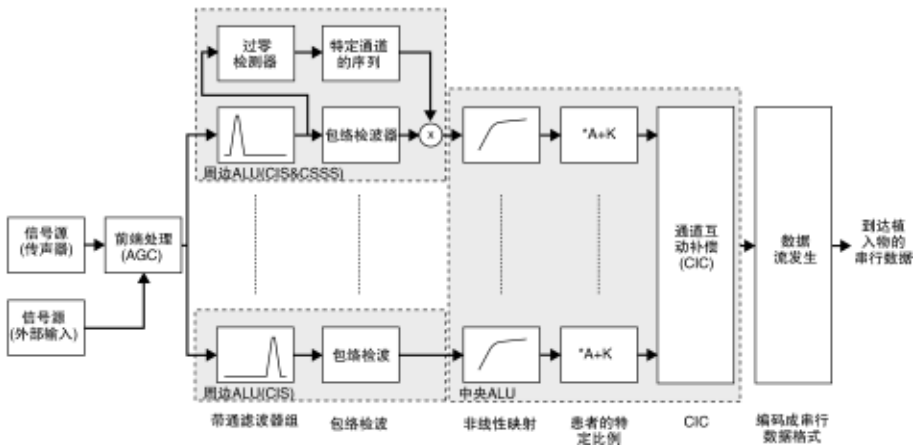 过零
检测器
特定通道
的序列
包络检波器
x
周边ALU(CIS&CSSS)
*A+K
信号源
(传声器)
前端处理
(AGC)
信号源
(外部输入)
通道互
动补偿
(CIC)
数据
流发生
到达植
入物的
串行数据
包络检波
*A+K
周边ALU(CIS)
中央ALU
带通滤波器组
包络检波
非线性映射
患者的特
定比例
CIC
编码成串行
数据格式